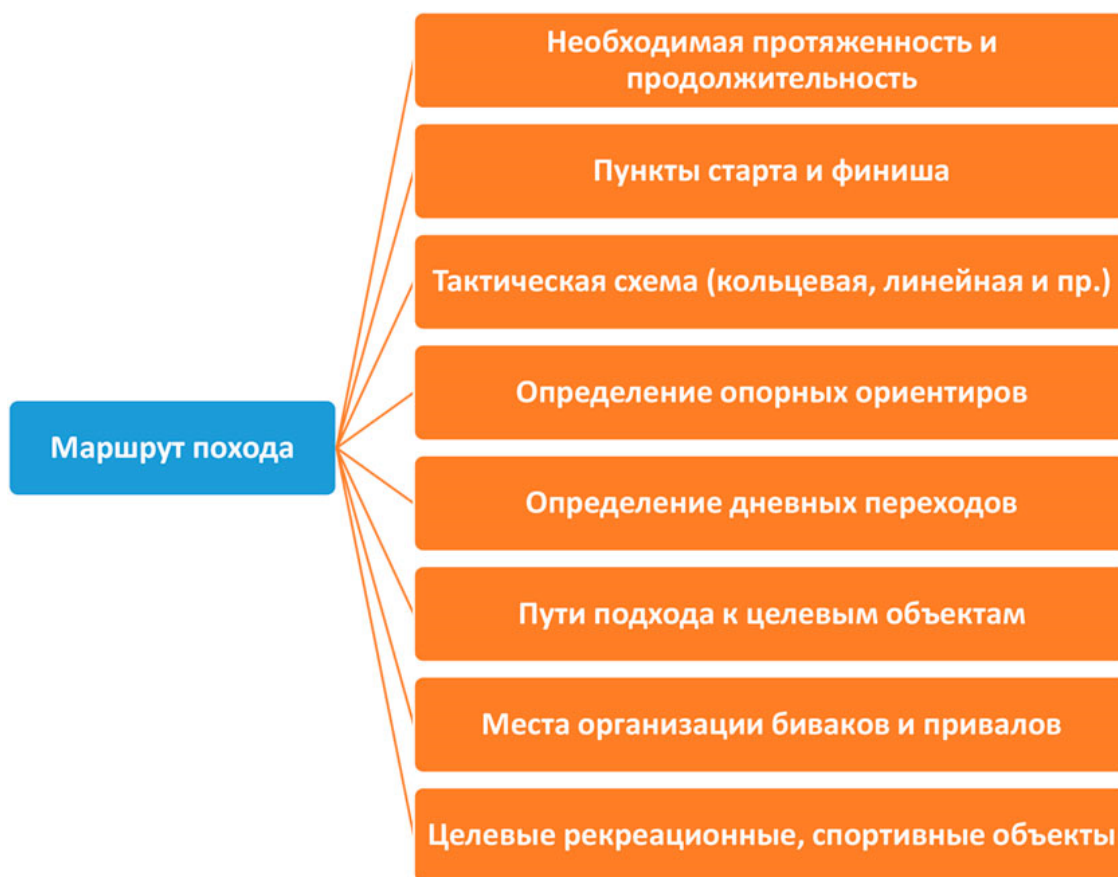 Необходимая протяженность и
продолжительность
Пункты старта и финиша
Тактическая схема (кольцевая, линейная и пр.)
Определение опорных ориентиров
Маршрут похода
Определение дневных переходов
Пути подхода к целевым объектам
Места организации биваков и привалов
Целевые рекреационные, спортивные объекты